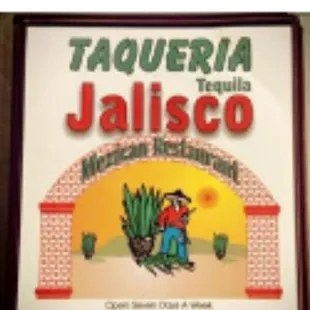 TAQUERIA
Tequila
Jalisco
Mexican Restaurant
Open Seven Days A Week